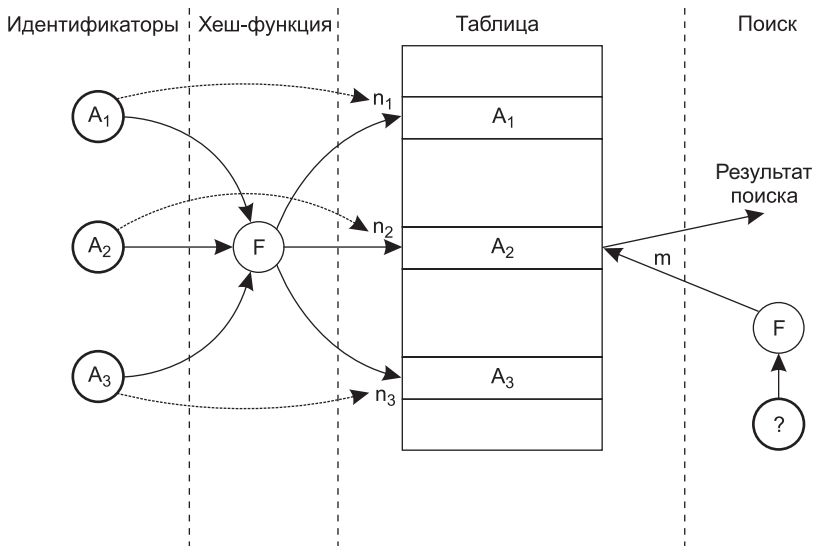 Идентификаторы
Хеш-функция
Таблица
Поиск
A₁
n₁
A₁
A₂
F
n₂
A₂
Результат
поиска
m
F
A₃
n₃
A₃
?